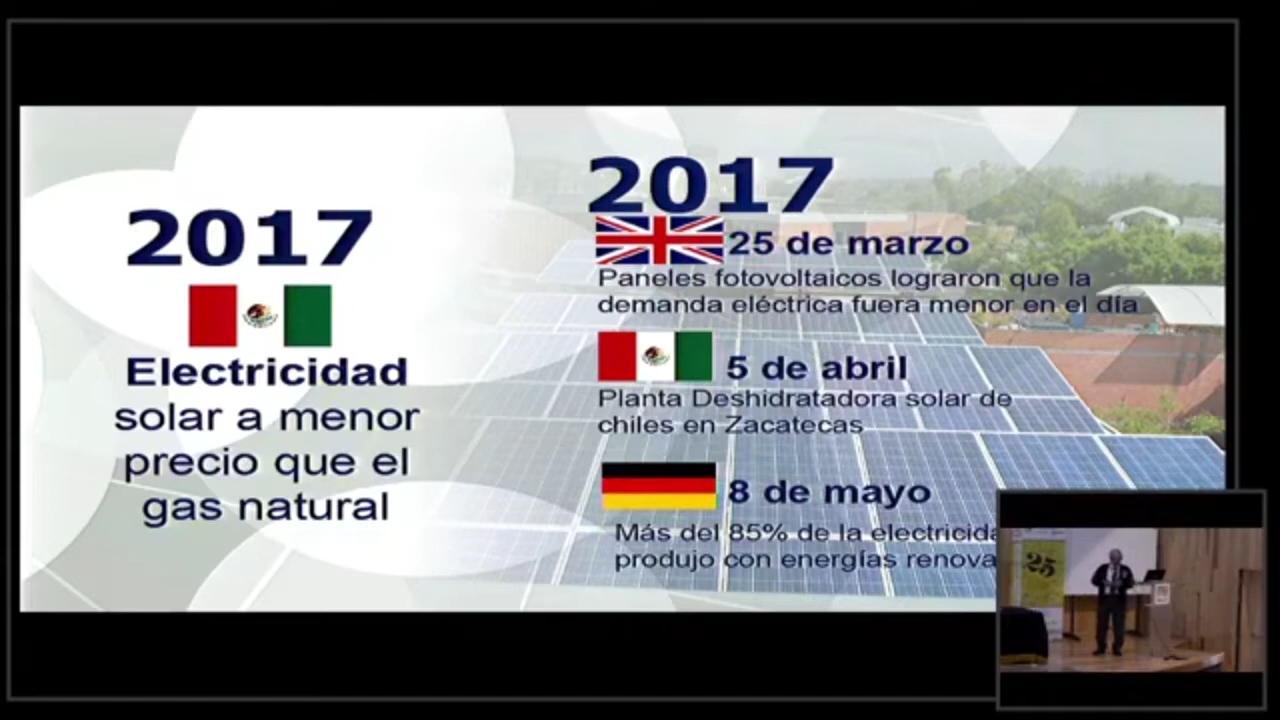 2017
Electricidad
solar a menor
precio que el
gas natural
2017
25 de marzo
Paneles fotovoltaicos lograron que la
demanda eléctrica fuera menor en el día
5 de abril
Planta Deshidratadora solar de
chiles en Zacatecas
8 de mayo
Más del 85% de la electricida
produjo con energías renova
25